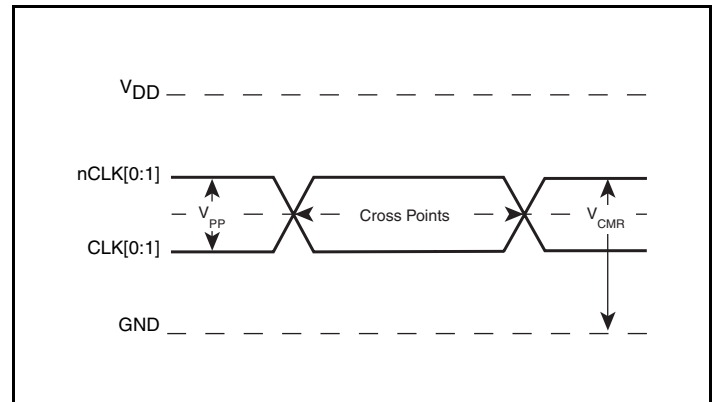 VDD
nCLK[0:1]
VPP
Cross Points
VCMR
CLK[0:1]
GND